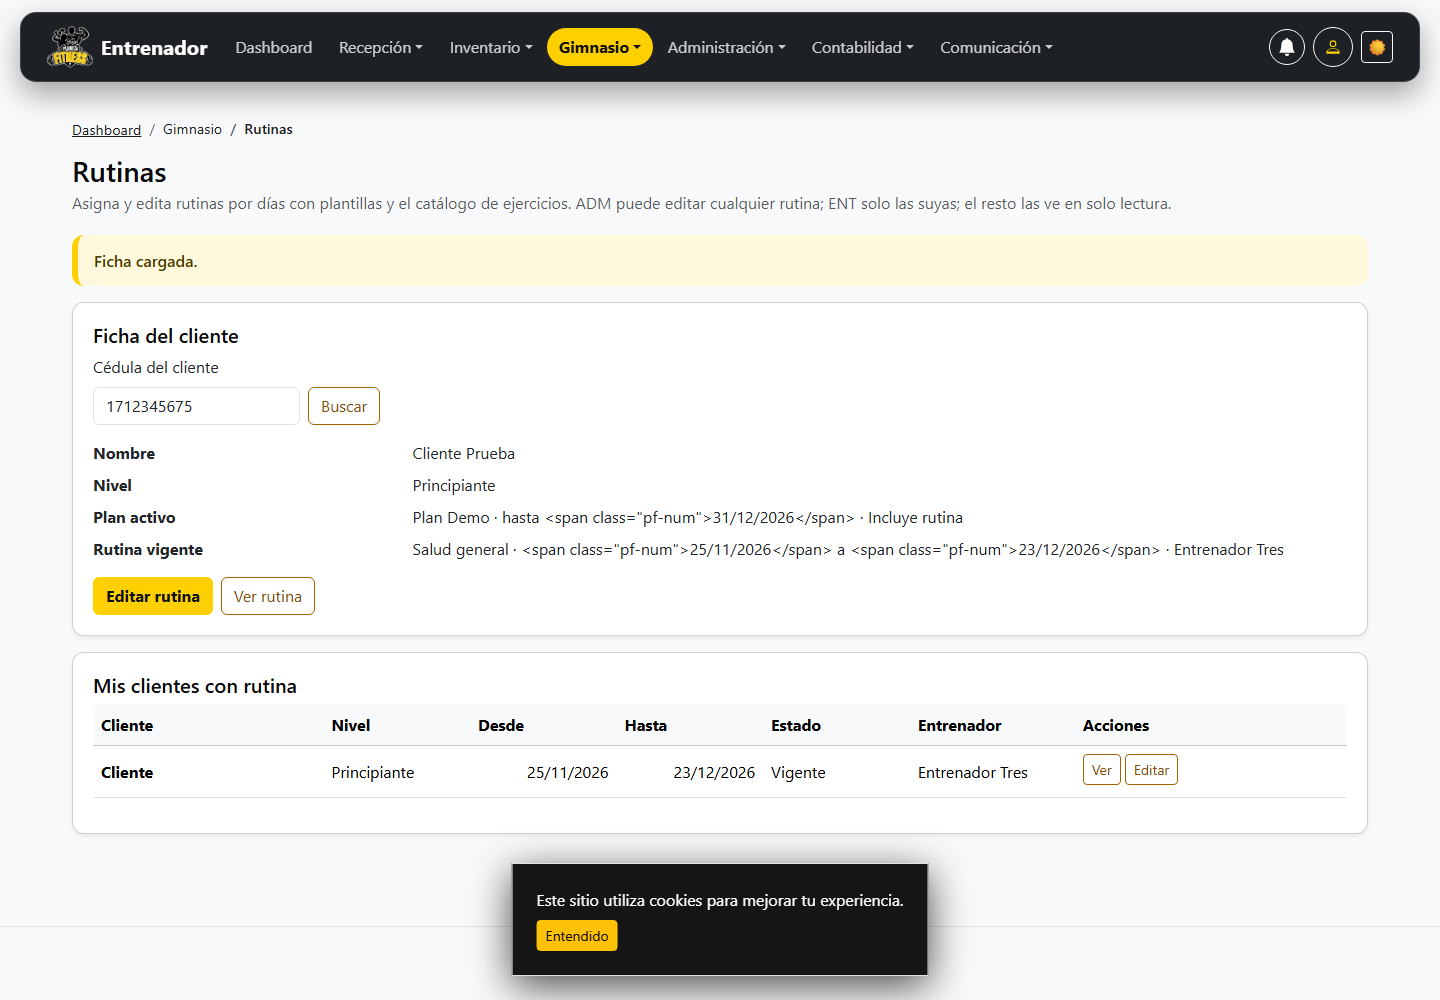 Entrenador Dashboard Recepción Inventario Gimnasio Administración Contabilidad Comunicación
Dashboard / Gimnasio / Rutinas
Rutinas
Asigna y edita rutinas por días con plantillas y el catálogo de ejercicios. ADM puede editar cualquier rutina; ENT solo las suyas; el resto las ve en solo lectura.
Ficha cargada.
Ficha del cliente
Cédula del cliente
1712345675 Buscar
Nombre Cliente Prueba
Nivel Principiante
Plan activo Plan Demo · hasta <span class="pf-num">31/12/2026</span> · Incluye rutina
Rutina vigente Salud general · <span class="pf-num">25/11/2026</span> a <span class="pf-num">23/12/2026</span> · Entrenador Tres
Editar rutina Ver rutina
Mis clientes con rutina
Cliente Nivel Desde Hasta Estado Entrenador Acciones
Cliente Principiante 25/11/2026 23/12/2026 Vigente Entrenador Tres Ver Editar
Este sitio utiliza cookies para mejorar tu experiencia.
Entendido